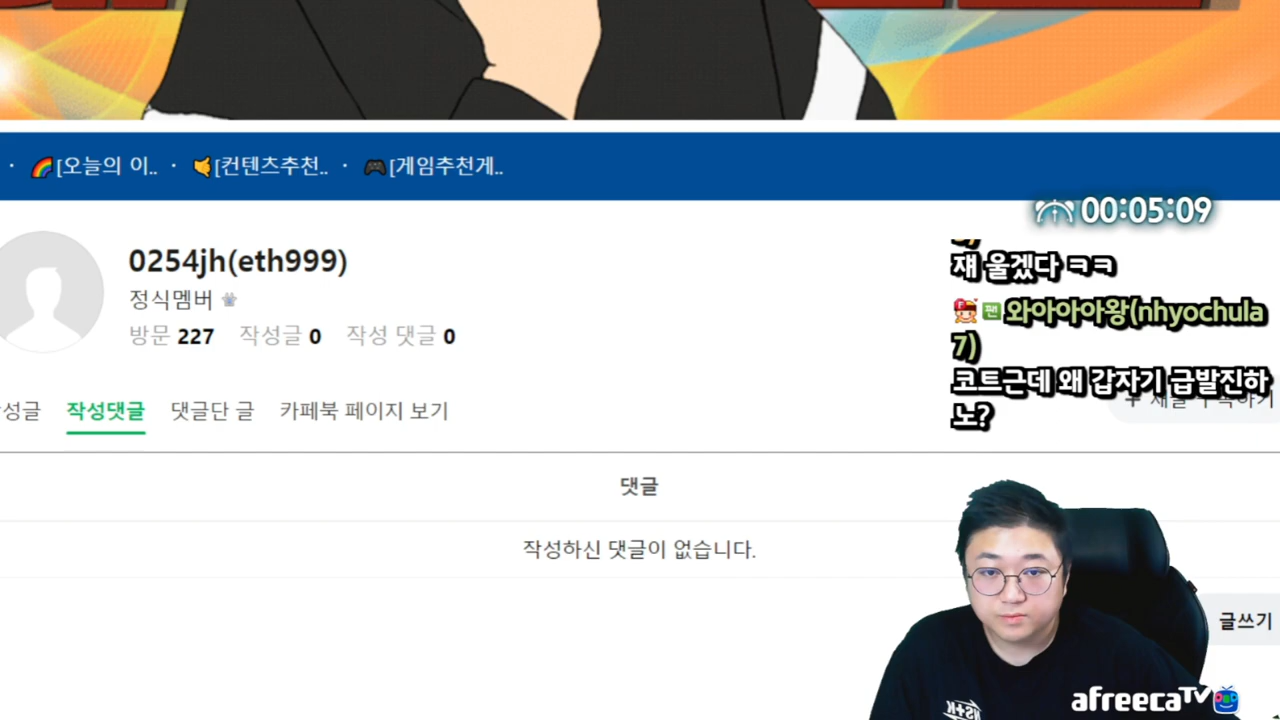 · 🌈[오늘의 이.. · 🤙[컨텐츠추천.. · 🎮[게임추천게..
00:05:09
0254jh(eth999)
정식멤버
방문 227 작성글 0 작성 댓글 0
쟤 울겠다 ㅋㅋ
팬 와아아아왕(nhyochula
7)
코트근데 왜 갑자기 급발진하
노?
성글 작성댓글 댓글단 글 카페북 페이지 보기
댓글
작성하신 댓글이 없습니다.
글쓰기
afreecaTV